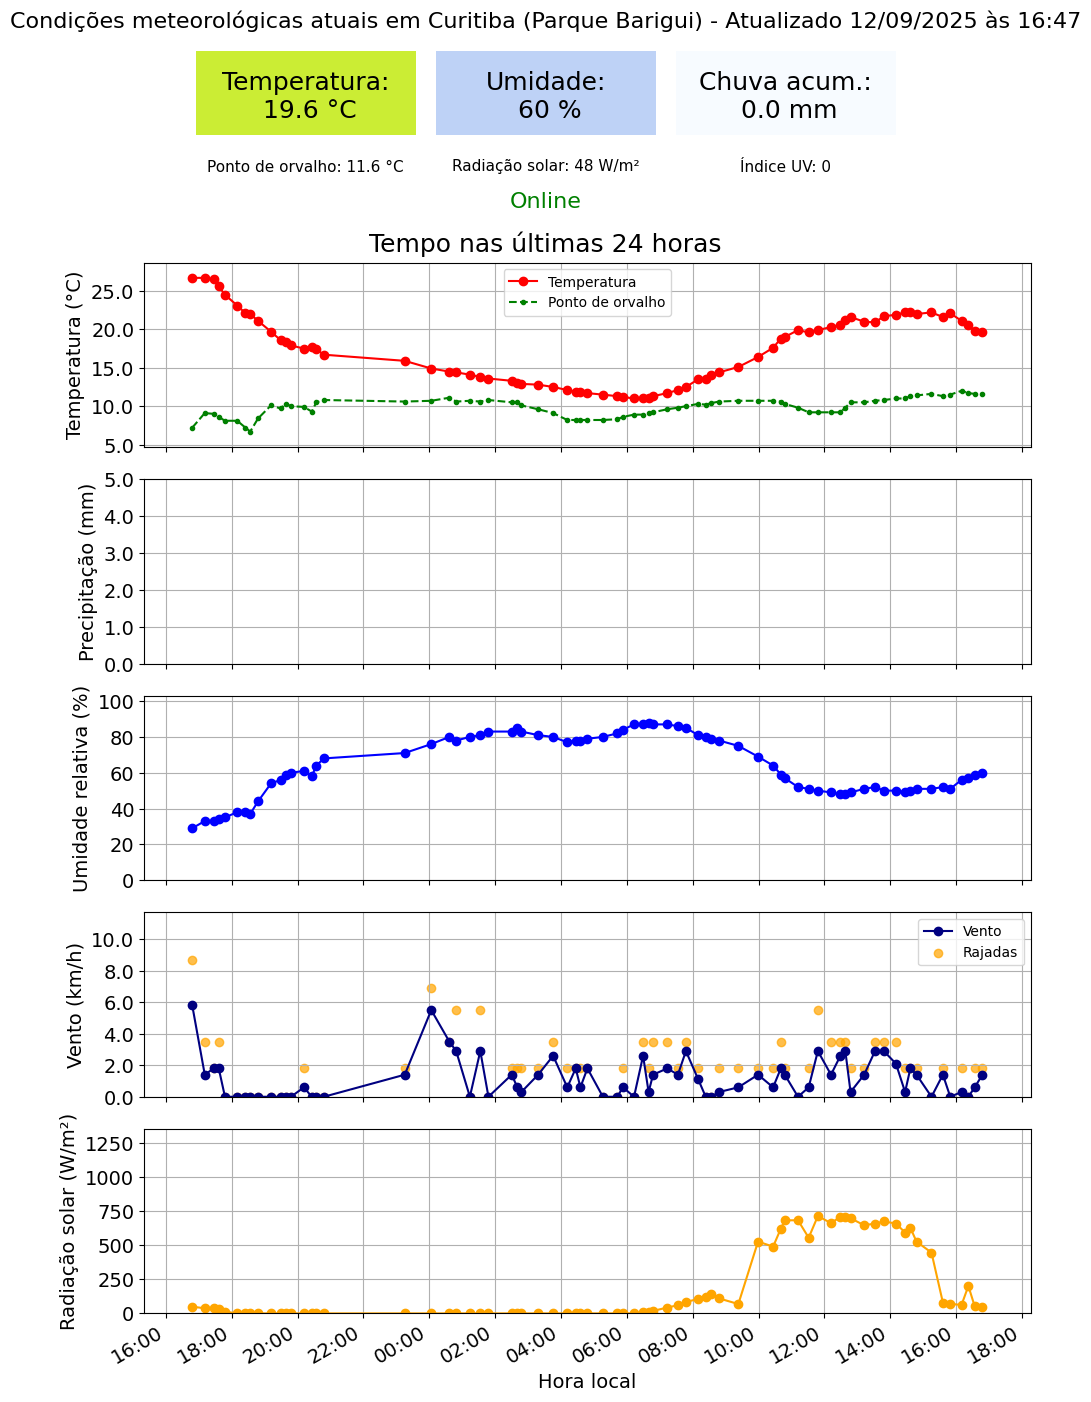 Condições meteorológicas atuais em Curitiba (Parque Barigui) - Atualizado 12/09/2025 às 16:47
Temperatura:
19.6 °C
Umidade:
60 %
Chuva acum.:
0.0 mm
Ponto de orvalho: 11.6 °C
Radiação solar: 48 W/m²
Índice UV: 0
Online
Tempo nas últimas 24 horas
Temperatura (°C)
25.0
20.0
15.0
10.0
5.0
Temperatura
Ponto de orvalho
Precipitação (mm)
5.0
4.0
3.0
2.0
1.0
0.0
Umidade relativa (%)
100
80
60
40
20
0
Vento (km/h)
10.0
8.0
6.0
4.0
2.0
0.0
Vento
Rajadas
Radiação solar (W/m²)
1250
1000
750
500
250
0
16:00
18:00
20:00
22:00
00:00
02:00
04:00
06:00
08:00
10:00
12:00
14:00
16:00
18:00
Hora local